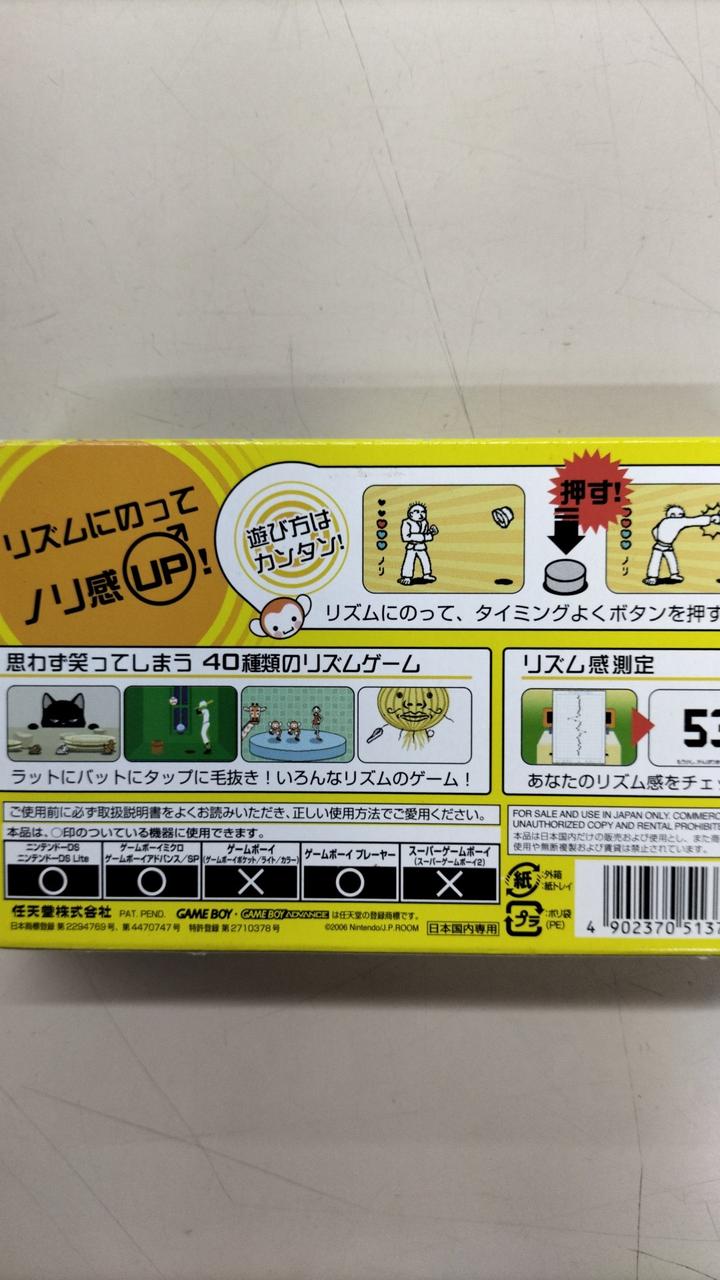 リズムにのって
ノリ感UP!
遊び方は
カンタン!
ノリ
押す!
ノリ
リズムにのって、タイミングよくボタンを押す
思わず笑ってしまう 40種類のリズムゲーム
ラットにバットにタップに毛抜き!いろんなリズムのゲーム!
リズム感測定
53
あなたのリズム感をチェッ
ご使用前に必ず取扱説明書をよくお読みいただき、正しい使用方法でご愛用ください。
本品は、○印のついている機器に使用できます。
ニンテンドーDS
ニンテンドーDS Lite
ゲームボーイミクロ
ゲームボーイアドバンス/SP
ゲームボーイ
(ゲームボーイポケット/ライト/カラー)
ゲームボーイ プレーヤー
スーパーゲームボーイ
(スーパーゲームボーイ2)
○ ○ × ○ ×
FOR SALE AND USE IN JAPAN ONLY. COMMERC
UNAUTHORIZED COPY AND RENTAL PROHIBIT
本品は日本国内だけの販売および使用とし、また商
使用や無断複製および賃貸は禁止されています。
紙 :外箱
:紙トレイ
プラ :ポリ袋
(PE)
4 902370 5137
任天堂株式会社 PAT. PEND. GAME BOY・GAME BOY ADVANCE は任天堂の登録商標です。
日本商標登録 第2294769号、第4470747号 特許登録 第2710378号 ©2006 Nintendo/J.P.ROOM 日本国内専用